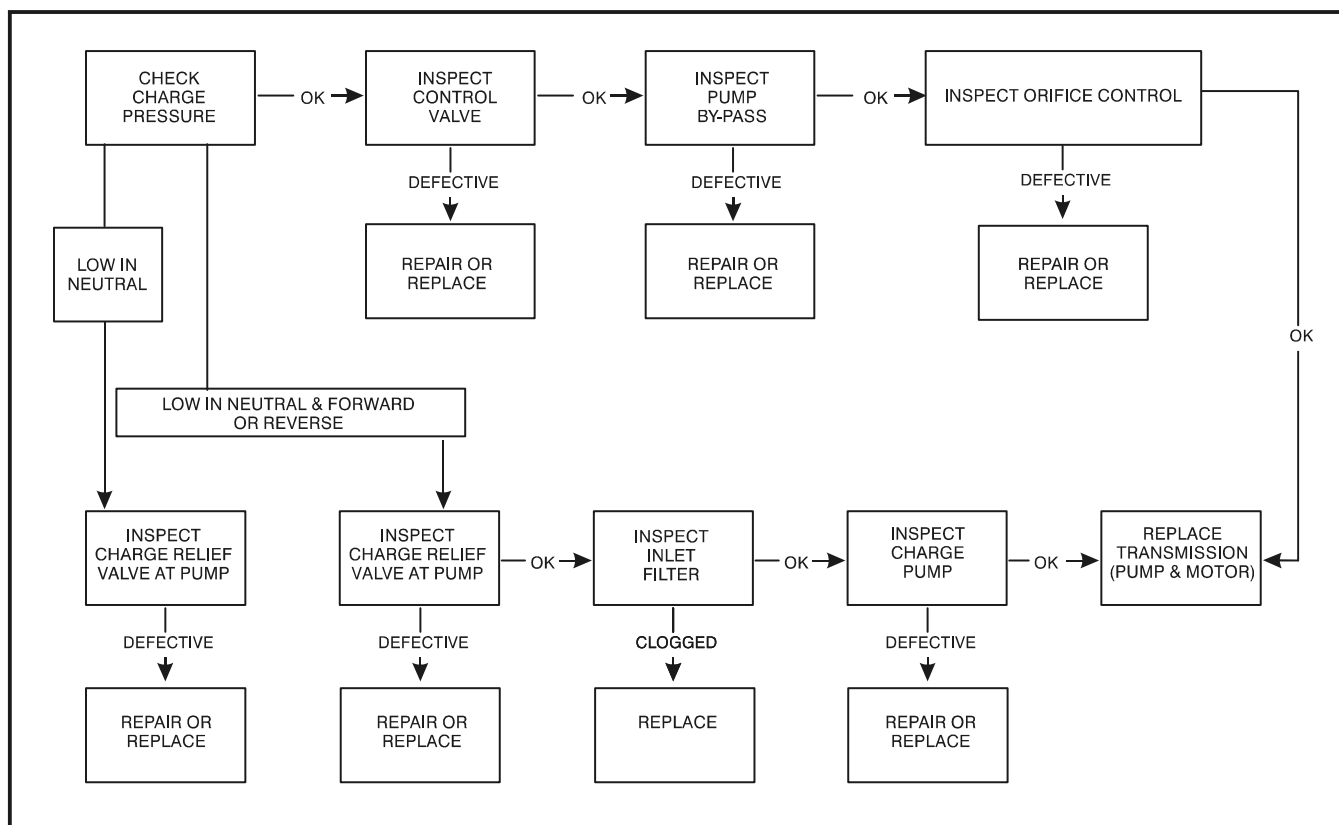 CHECK
CHARGE
PRESSURE
OK
INSPECT
CONTROL
VALVE
OK
INSPECT
PUMP
BY-PASS
OK
INSPECT ORIFICE CONTROL
DEFECTIVE
DEFECTIVE
DEFECTIVE
LOW IN
NEUTRAL
REPAIR OR
REPLACE
REPAIR OR
REPLACE
REPAIR OR
REPLACE
OK
LOW IN NEUTRAL & FORWARD
OR REVERSE
INSPECT
CHARGE RELIEF
VALVE AT PUMP
INSPECT
CHARGE RELIEF
VALVE AT PUMP
OK
INSPECT
INLET
FILTER
OK
INSPECT
CHARGE
PUMP
OK
REPLACE
TRANSMISSION
(PUMP & MOTOR)
DEFECTIVE
DEFECTIVE
CLOGGED
DEFECTIVE
REPAIR OR
REPLACE
REPAIR OR
REPLACE
REPLACE
REPAIR OR
REPLACE